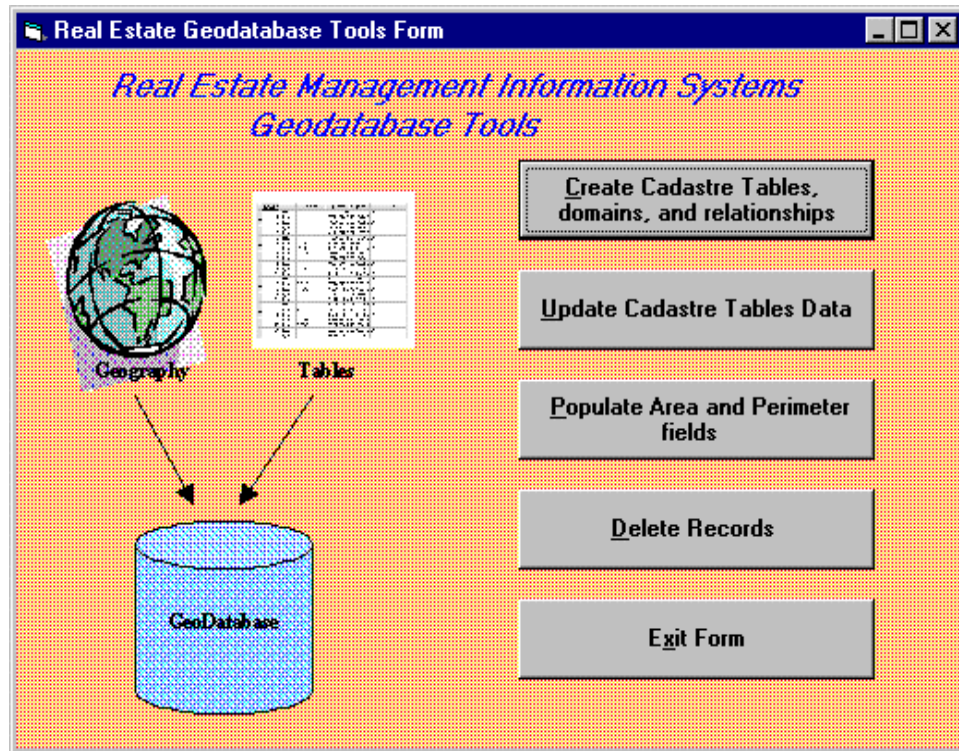 Real Estate Geodatabase Tools Form
Real Estate Management Information Systems
Geodatabase Tools
Create Cadastre Tables,
domains, and relationships
Update Cadastre Tables Data
Geography
Tables
Populate Area and Perimeter
fields
Delete Records
GeoDatabase
Exit Form